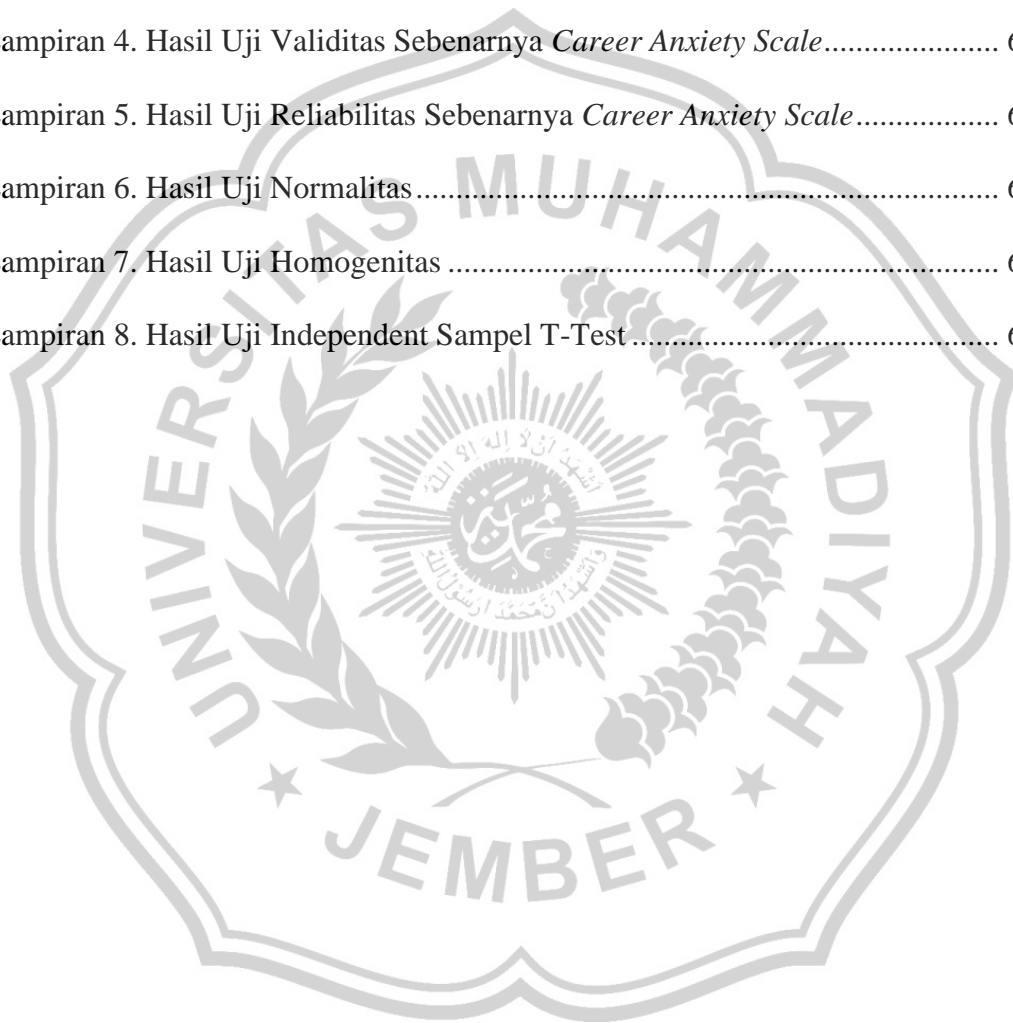 ampiran 4. Hasil Uji Validitas Sebenarnya Career Anxiety Scale...................... 6
ampiran 5. Hasil Uji Reliabilitas Sebenarnya Career Anxiety Scale................. 6
ampiran 6. Hasil Uji Normalitas...................................................................... 6
ampiran 7. Hasil Uji Homogenitas .................................................................. 6
ampiran 8. Hasil Uji Independent Sampel T-Test ............................................ 6
UNIVERSITAS MUHAMMADIYAH
JEMBER